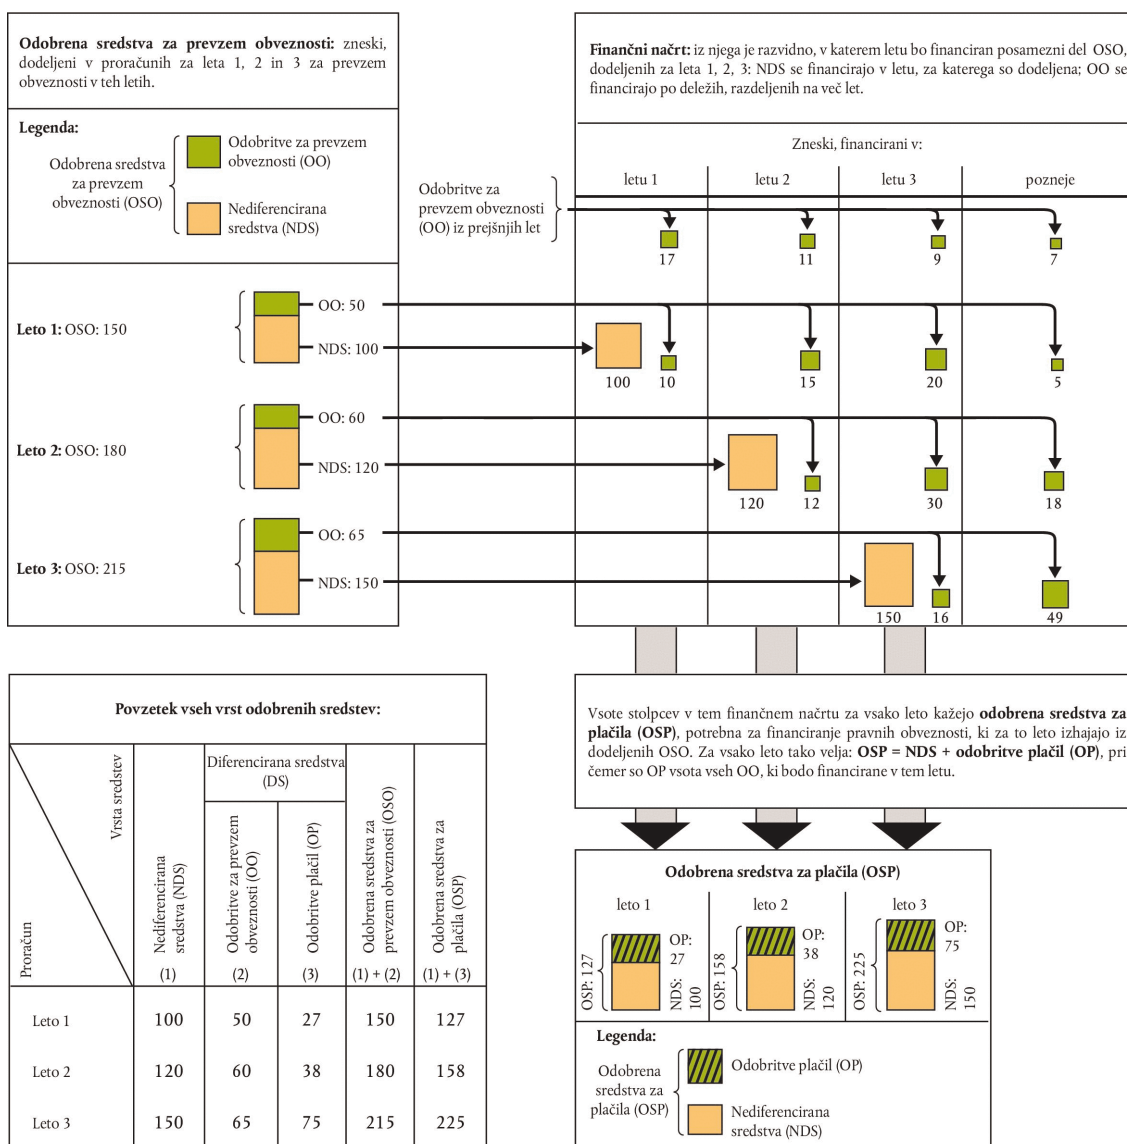 Odobrena sredstva za prevzem obveznosti: zneski,
dodeljeni v proračunih za leta 1, 2 in 3 za prevzem
obveznosti v teh letih.
Legenda:
Odobrena sredstva
za prevzem
obveznosti (OSO)
Odobritve za prevzem
obveznosti (OO)
Nediferencirana
sredstva (NDS)
Finančni načrt: iz njega je razvidno, v katerem letu bo financiran posamezni del OSO,
dodeljenih za leta 1, 2, 3: NDS se financirajo v letu, za katerega so dodeljena; OO se
financirajo po deležih, razdeljenih na več let.
Zneski, financirani v:
letu 1
letu 2
letu 3
pozneje
Odobritve za
prevzem obveznosti
(OO) iz prejšnjih let
17
11
9
7
Leto 1: OSO: 150
OO: 50
NDS: 100
100
10
15
20
5
Leto 2: OSO: 180
OO: 60
NDS: 120
120
12
30
18
Leto 3: OSO: 215
OO: 65
NDS: 150
150
16
49
Povzetek vseh vrst odobrenih sredstev:
Proračun
Vrsta sredstev
Nediferencirana
sredstva (NDS)
(1)
Diferencirana sredstva
(DS)
Odobritve za prevzem
obveznosti (OO)
(2)
Odobritve plačil (OP)
(3)
Odobrena sredstva za
prevzem obveznosti (OSO)
(1) + (2)
Odobrena sredstva za
plačila (OSP)
(1) + (3)
Leto 1 100 50 27 150 127
Leto 2 120 60 38 180 158
Leto 3 150 65 75 215 225
Vsote stolpcev v tem finančnem načrtu za vsako leto kažejo odobrena sredstva za
plačila (OSP), potrebna za financiranje pravnih obveznosti, ki za to leto izhajajo iz
dodeljenih OSO. Za vsako leto tako velja: OSP = NDS + odobritve plačil (OP), pri
čemer so OP vsota vseh OO, ki bodo financirane v tem letu.
Odobrena sredstva za plačila (OSP)
leto 1
OSP: 127
OP:
27
NDS:
100
leto 2
OSP: 158
OP:
38
NDS:
120
leto 3
OSP: 225
OP:
75
NDS:
150
Legenda:
Odobrena
sredstva za
plačila (OSP)
Odobritve plačil (OP)
Nediferencirana
sredstva (NDS)